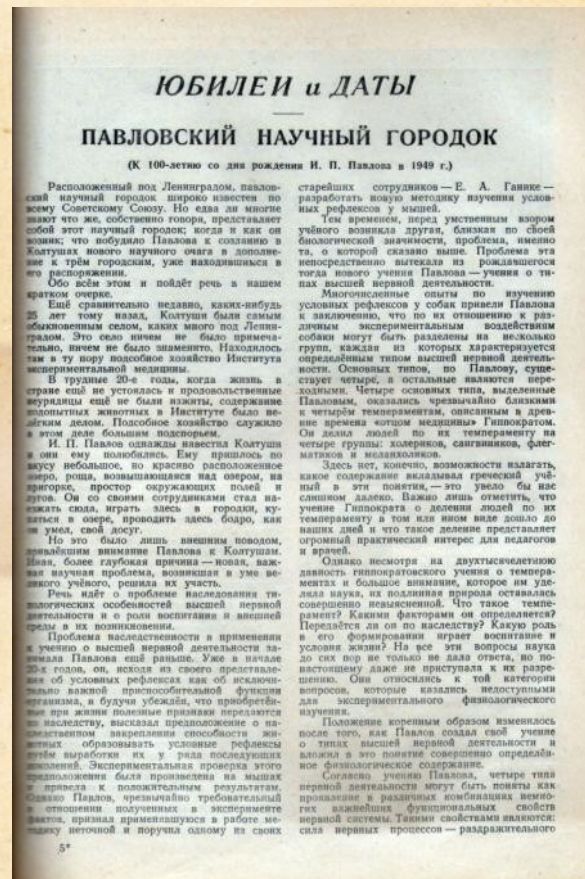 ЮБИЛЕИ и ДАТЫ
ПАВЛОВСКИЙ НАУЧНЫЙ ГОРОДОК
(К 100-летию со дня рождения И. П. Павлова в 1949 г.)
Расположенный под Ленинградом, павлов-
ский научный городок широко известен по
всему Советскому Союзу. Но едва ли многие
знают что же, собственно говоря, представляет
собой этот научный городок; когда и как он
возник; что побудило Павлова к созданию в
Колтушах нового научного очага в дополне-
ние к трём городским, уже находившимся в
его распоряжении.
Обо всём этом и пойдёт речь в нашем
кратком очерке.
Ещё сравнительно недавно, каких-нибудь
25 лет тому назад, Колтуши были самым
обыкновенным селом, каких много под Ленин-
градом. Это село ничем не было примеча-
тельно, ничем не было знаменито. Находилось
там в ту пору подсобное хозяйство Института
экспериментальной медицины.
В трудные 20-е годы, когда жизнь в
стране ещё не устоялась и продовольственные
неурядицы ещё не были изжиты, содержание
подопытных животных в Институте было не-
лёгким делом. Подсобное хозяйство служило
в этом деле большим подспорьем.
И. П. Павлов однажды навестил Колтуши
и они ему полюбились. Ему пришлось по
вкусу небольшое, но красиво расположенное
озеро, роща, возвышающаяся над озером, на
пригорке, простор окружающих полей и
лугов. Он со своими сотрудниками стал на-
езжать сюда, играть здесь в городки, ку-
паться в озере, проводить здесь бодро, как
он умел, свой досуг.
Но это было лишь внешним поводом,
привлёкшим внимание Павлова к Колтушам.
Иная, более глубокая причина — новая, важ-
ная научная проблема, возникшая в уме ве-
ликого учёного, решила их участь.
Речь идёт о проблеме наследования ти-
пологических особенностей высшей нервной
деятельности и о роли воспитания и внешней
среды в их возникновении.
Проблема наследственности в применении
к учению о высшей нервной деятельности за-
нимала Павлова ещё раньше. Уже в начале
20-х годов, он, исходя из своего представле-
ния об условных рефлексах как об исключи-
тельно важной приспособительной функции
организма, и будучи убеждён, что приобретён-
ные при жизни полезные признаки передаются
по наследству, высказал предположение о на-
следственном закреплении способности жи-
вотных образовывать условные рефлексы
путём выработки их у ряда последующих
поколений. Экспериментальная проверка этого
предположения была произведена на мышах
и привела к положительным результатам.
Однако Павлов, чрезвычайно требовательный
в отношении полученных в эксперименте
фактов, признал применявшуюся в работе ме-
тодику неточной и поручил одному из своих
5*
старейших сотрудников — Е. А. Ганике —
разработать новую методику изучения услов-
ных рефлексов у мышей.
Тем временем, перед умственным взором
учёного возникла другая, близкая по своей
биологической значимости, проблема, именно
та, о которой сказано выше. Проблема эта
непосредственно вытекала из рождавшегося
тогда нового учения Павлова — учения о ти-
пах высшей нервной деятельности.
Многочисленные опыты по изучению
условных рефлексов у собак привели Павлова
к заключению, что по их отношению к раз-
личным экспериментальным воздействиям
собаки могут быть разделены на несколько
групп, каждая из которых характеризуется
определённым типом высшей нервной деятель-
ности. Основных типов, по Павлову, суще-
ствует четыре, а остальные являются пере-
ходными. Четыре основных типа, выделенные
Павловым, оказались чрезвычайно близкими
к четырём темпераментам, описанным в древ-
ние времена «отцом медицины» Гиппократом.
Он делил людей по их темпераменту на
четыре группы: холериков, сангвиников, флег-
матиков и меланхоликов.
Здесь нет, конечно, возможности излагать,
какое содержание вкладывал греческий учё-
ный в эти понятия, — это увело бы нас
слишком далеко. Важно лишь отметить, что
учение Гиппократа о делении людей по их
темпераменту в том или ином виде дошло до
наших дней и что такое деление представляет
огромный практический интерес для педагогов
и врачей.
Однако несмотря на двухтысячелетнюю
давность гиппократовского учения о темпера-
ментах и большое внимание, которое им уде-
ляла наука, их подлинная природа оставалась
совершенно невыясненной. Что такое темпе-
рамент? Какими факторами он определяется?
Передаётся ли он по наследству? Какую роль
в его формировании играет воспитание и
условия жизни? На все эти вопросы наука
до сих пор не только не дала ответа, но по-
настоящему даже не приступала к их разре-
шению. Они относились к той категории
вопросов, которые казались недоступными
для экспериментального физиологического
изучения.
Положение коренным образом изменилось
после того, как Павлов создал своё учение
о типах высшей нервной деятельности и
вложил в это понятие совершенно определён-
ное физиологическое содержание.
Согласно учению Павлова, четыре типа
нервной деятельности могут быть поняты как
проявление в различных комбинациях немно-
гих важнейших функциональных свойств
нервной системы. Такими свойствами являются:
сила нервных процессов — раздражительного